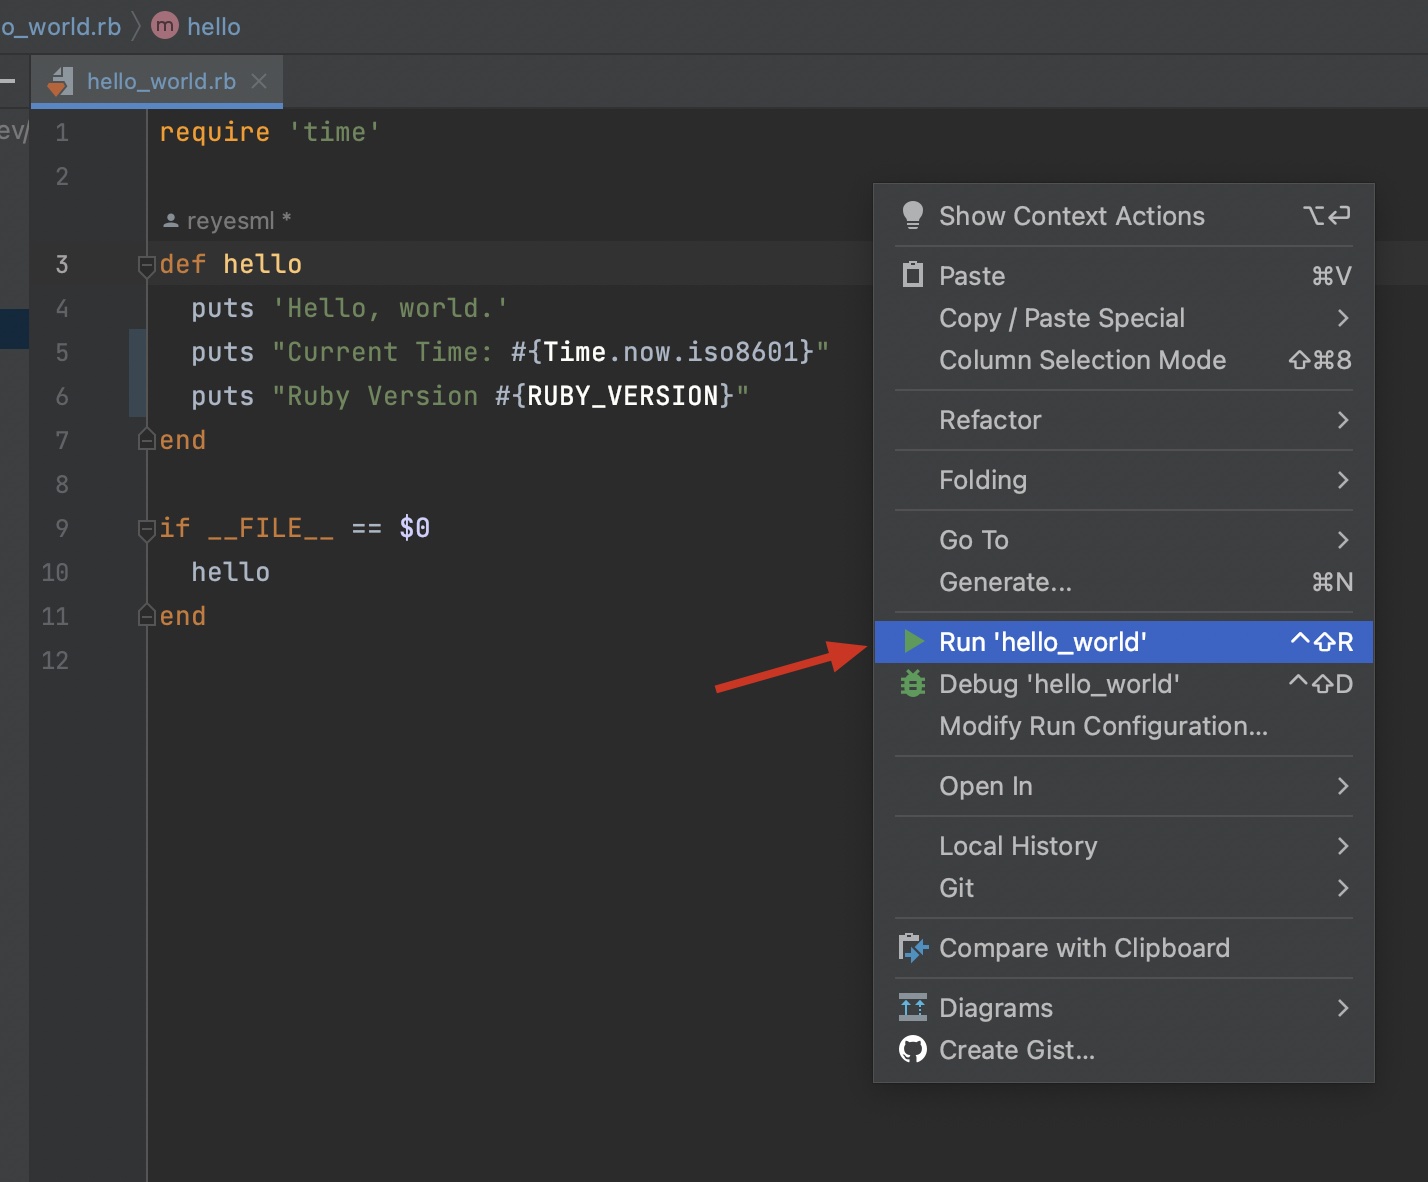 o_world.rb hello
hello_world.rb
ev/
1 require 'time'
2
reyesml *
3 def hello
4   puts 'Hello, world.'
5   puts "Current Time: #{Time.now.iso8601}"
6   puts "Ruby Version #{RUBY_VERSION}"
7 end
8
9 if __FILE__ == $0
10   hello
11 end
12
Show Context Actions ⌥↩
Paste ⌘V
Copy / Paste Special
Column Selection Mode ⇧⌘8
Refactor
Folding
Go To
Generate... ⌘N
Run 'hello_world' ^⇧R
Debug 'hello_world' ^⇧D
Modify Run Configuration...
Open In
Local History
Git
Compare with Clipboard
Diagrams
Create Gist...